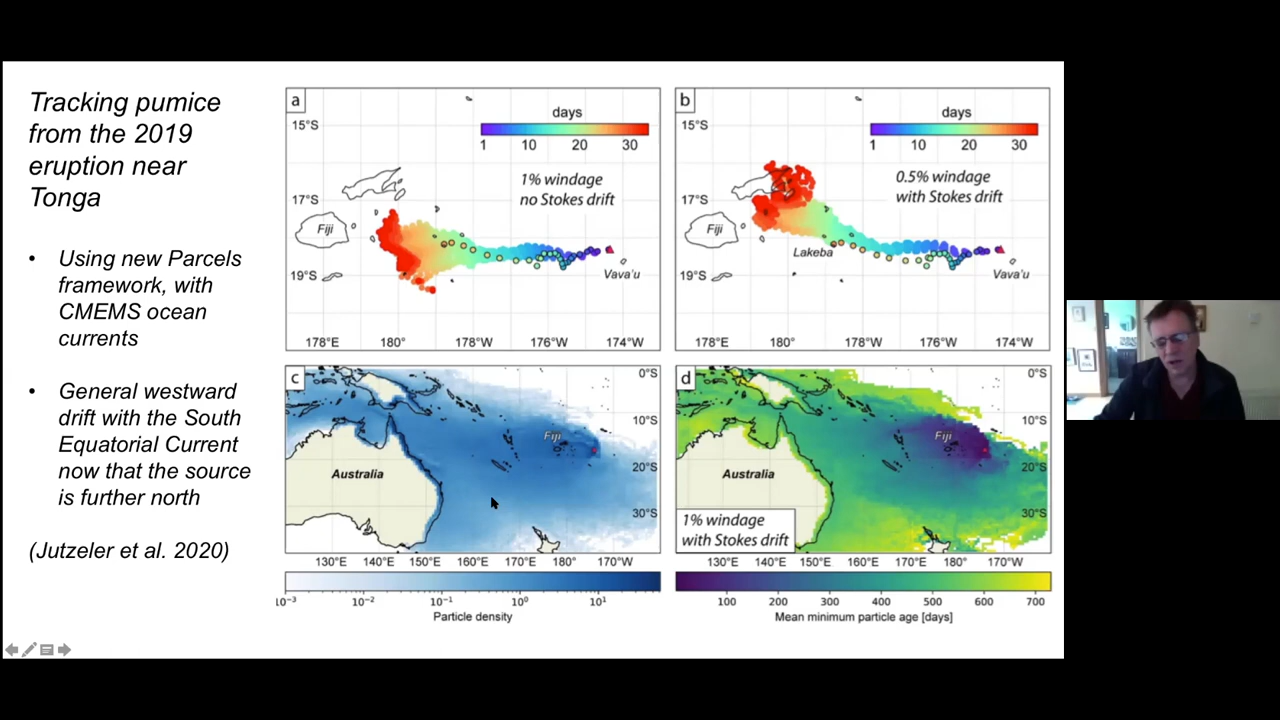 Tracking pumice
from the 2019
eruption near
Tonga
• Using new Parcels
framework, with
CMEMS ocean
currents
• General westward
drift with the South
Equatorial Current
now that the source
is further north
(Jutzeler et al. 2020)
a
days
1 10 20 30
15°S
1% windage
no Stokes drift
17°S
Fiji
19°S
Vava'u
178°E 180° 178°W 176°W 174°W
b
days
1 10 20 30
15°S
0.5% windage
with Stokes drift
17°S
Fiji
Lakeba
19°S
Vava'u
178°E 180° 178°W 176°W 174°W
c
0°S
10°S
Fiji
20°S
Australia
30°S
130°E 140°E 150°E 160°E 170°E 180° 170°W
10⁻³ 10⁻² 10⁻¹ 10⁰ 10¹
Particle density
d
0°S
10°S
Fiji
20°S
Australia
30°S
1% windage
with Stokes drift
130°E 140°E 150°E 160°E 170°E 180° 170°W
100 200 300 400 500 600 700
Mean minimum particle age [days]